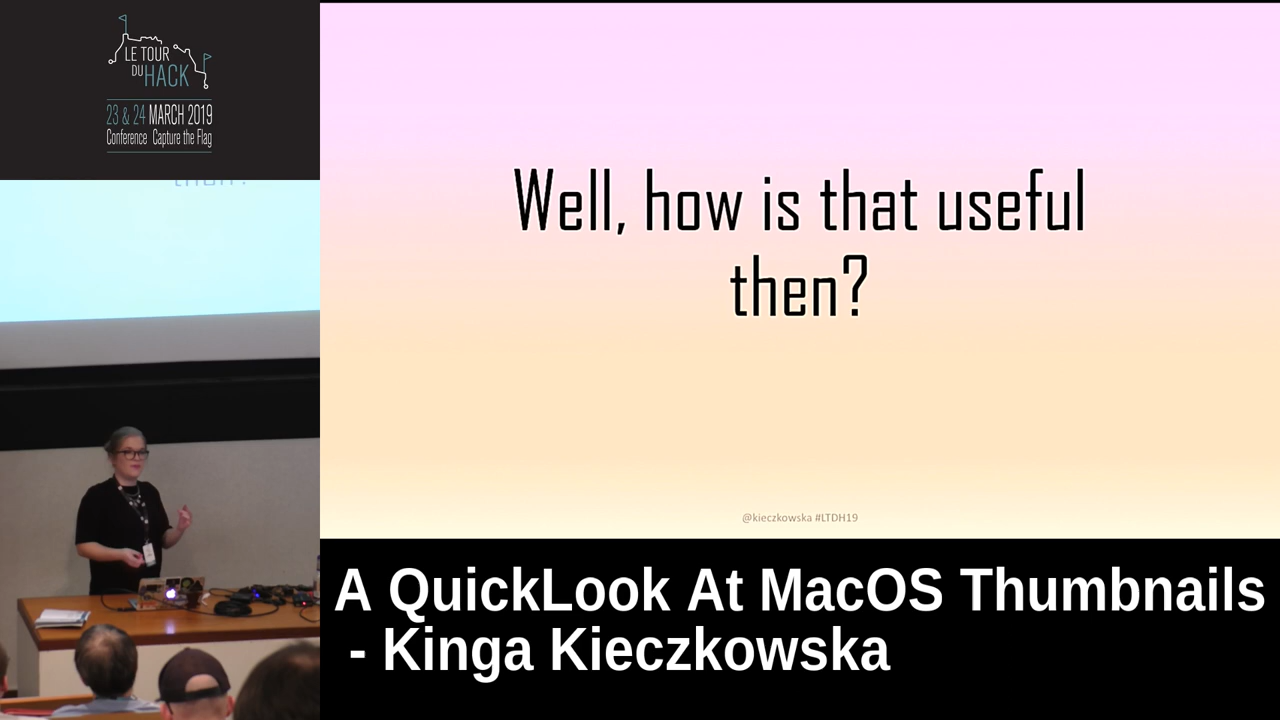 LE TOUR
DU HACK
23 & 24 MARCH 2019
Conference Capture the Flag
then?
Well, how is that useful
then?
@kieczkowska #LTDH19
A QuickLook At MacOS Thumbnails
- Kinga Kieczkowska